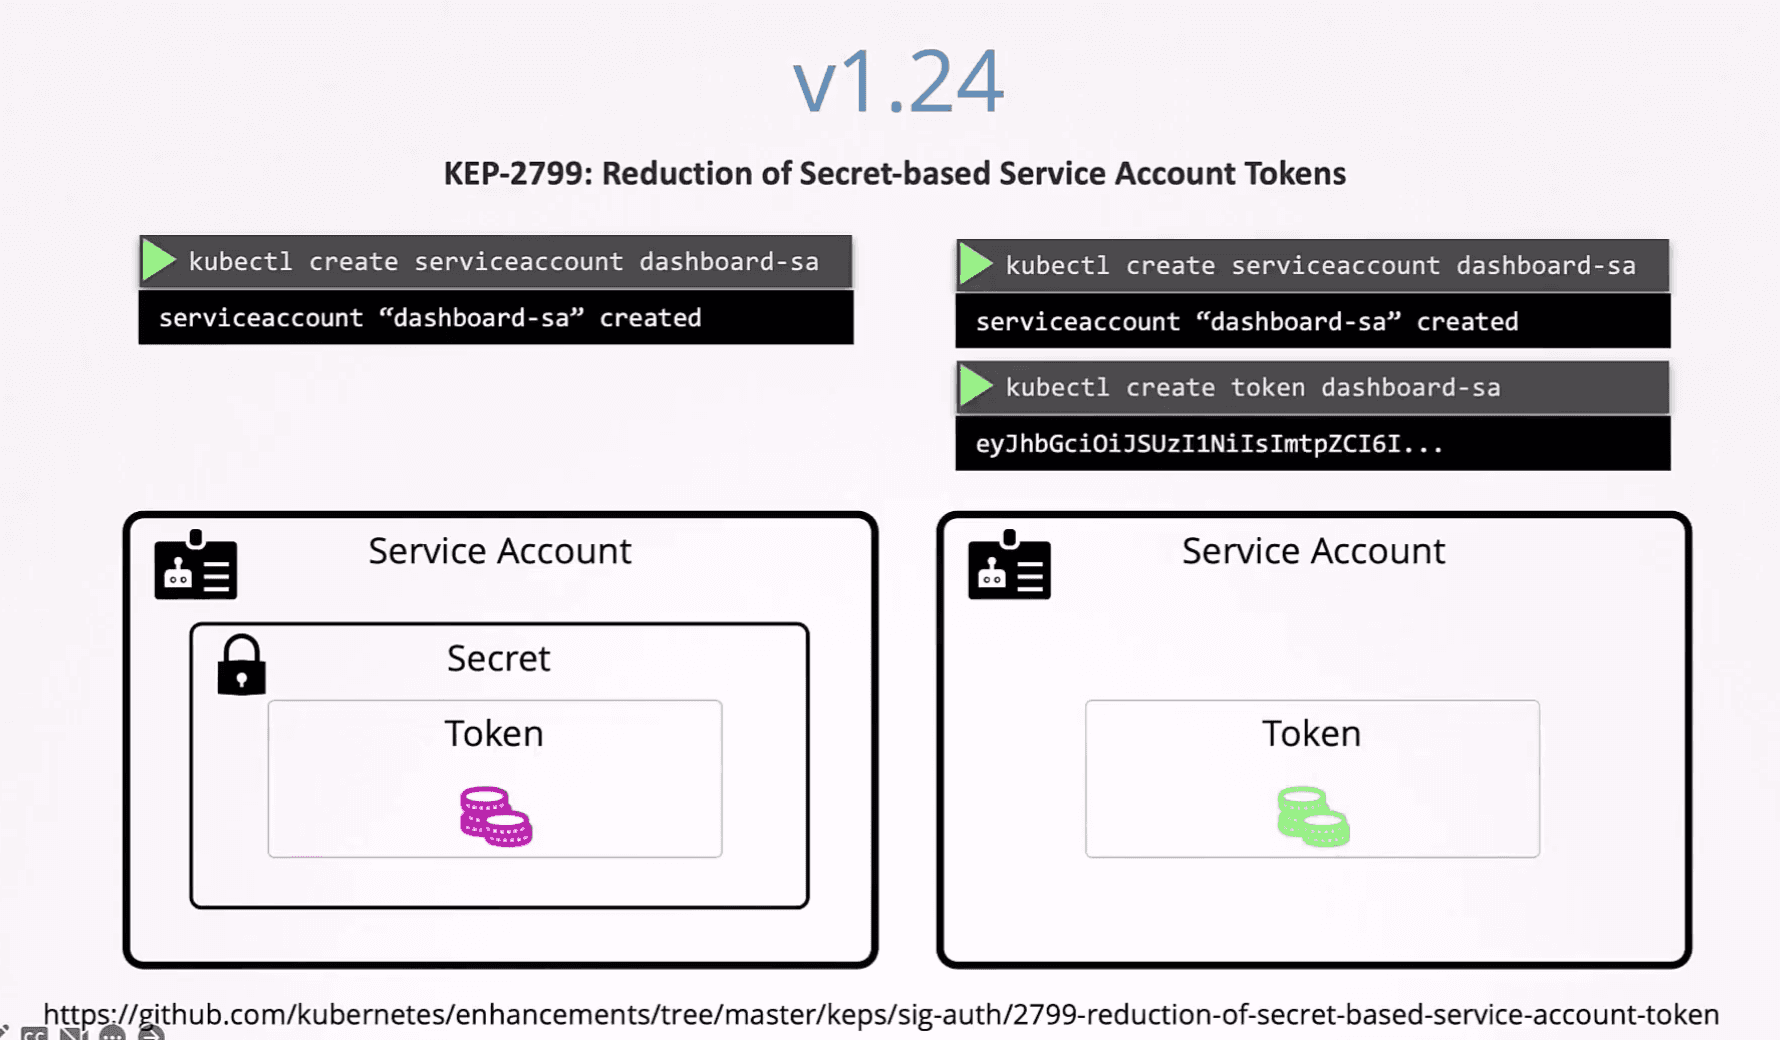 v1.24
KEP-2799: Reduction of Secret-based Service Account Tokens
kubectl create serviceaccount dashboard-sa
serviceaccount “dashboard-sa” created
kubectl create serviceaccount dashboard-sa
serviceaccount “dashboard-sa” created
kubectl create token dashboard-sa
eyJhbGciOiJSUzI1NiIsImtpZCI6I...
Service Account
Secret
Token
Service Account
Token
https://github.com/kubernetes/enhancements/tree/master/keps/sig-auth/2799-reduction-of-secret-based-service-account-token
CC